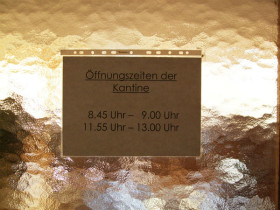 Öffnungszeiten der
Kantine
8.45 Uhr – 9.00 Uhr
11.55 Uhr – 13.00 Uhr